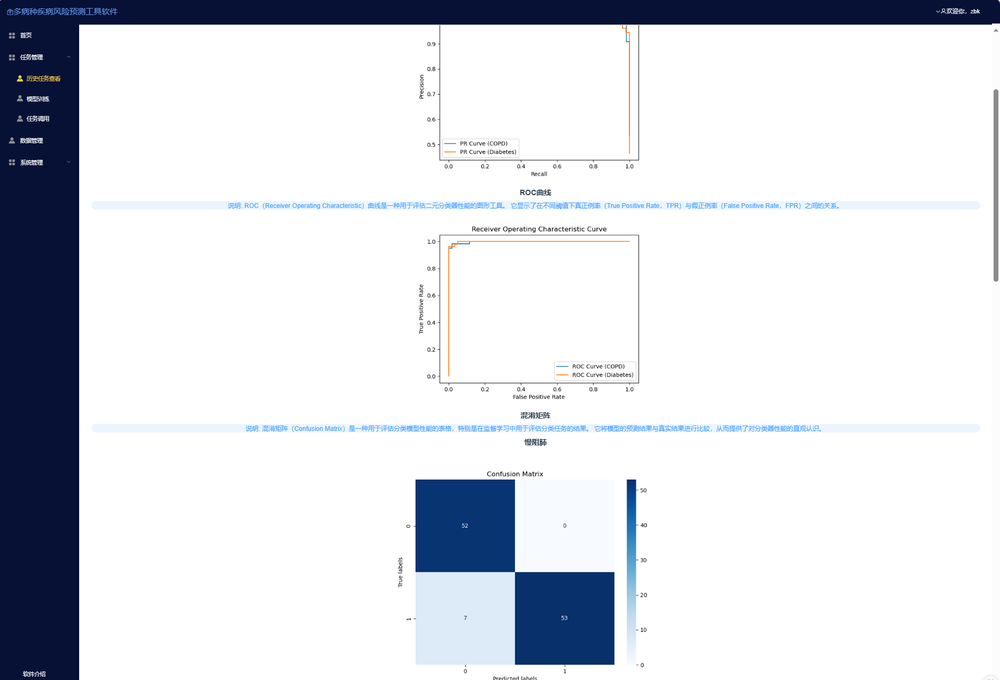 多病种疾病风险预测工具软件
欢迎你，zbk
首页
任务管理
历史任务查看
模型训练
任务调用
数据管理
系统管理
软件介绍
0.9
0.8
0.7
0.6
0.5
Precision
PR Curve (COPD)
PR Curve (Diabetes)
0.0 0.2 0.4 0.6 0.8 1.0
Recall
ROC曲线
说明: ROC（Receiver Operating Characteristic）曲线是一种用于评估二元分类器性能的图形工具。 它显示了在不同阈值下真正例率（True Positive Rate，TPR）与假正例率（False Positive Rate，FPR）之间的关系。
Receiver Operating Characteristic Curve
1.0
0.8
0.6
0.4
0.2
0.0
True Positive Rate
ROC Curve (COPD)
ROC Curve (Diabetes)
0.0 0.2 0.4 0.6 0.8 1.0
False Positive Rate
混淆矩阵
说明: 混淆矩阵（Confusion Matrix）是一种用于评估分类模型性能的表格，特别是在监督学习中用于评估分类任务的结果。 它将模型的预测结果与真实结果进行比较，从而提供了对分类器性能的直观认识。
慢阻肺
Confusion Matrix
52 0
7 53
0
1
True labels
0 1
Predicted labels
50
40
30
20
10
0